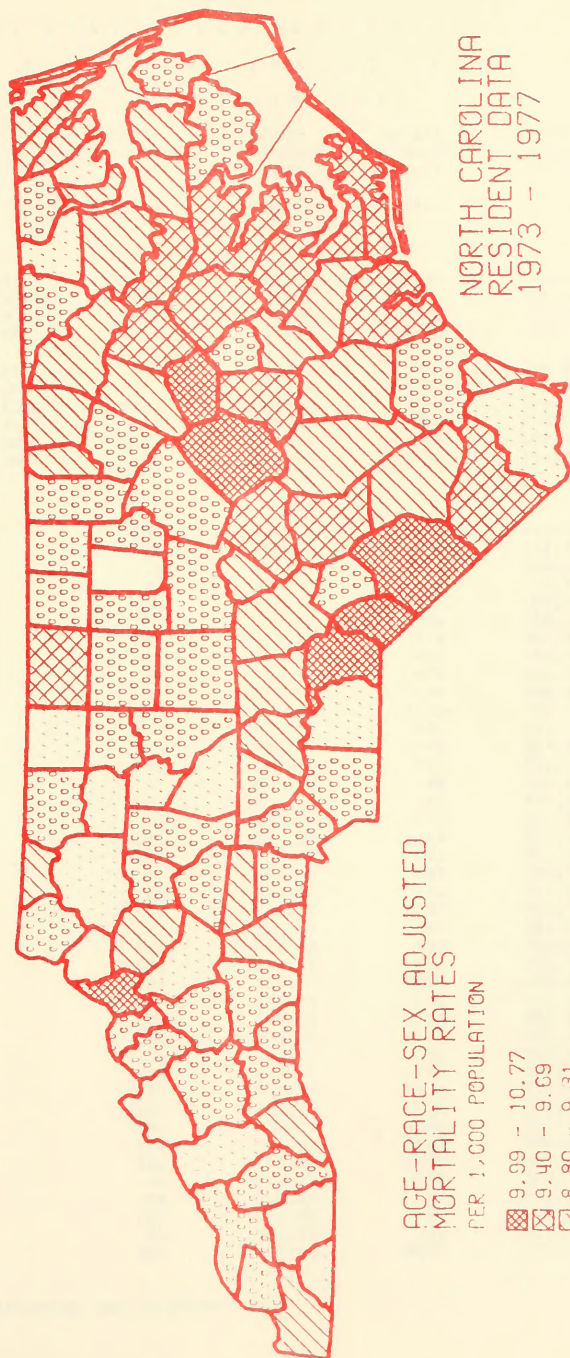 NORTH CAROLINA
RESIDENT DATA
1973 - 1977
AGE-RACE-SEX ADJUSTED
MORTALITY RATES
PER 1,000 POPULATION
9.99 - 10.77
9.40 - 9.69